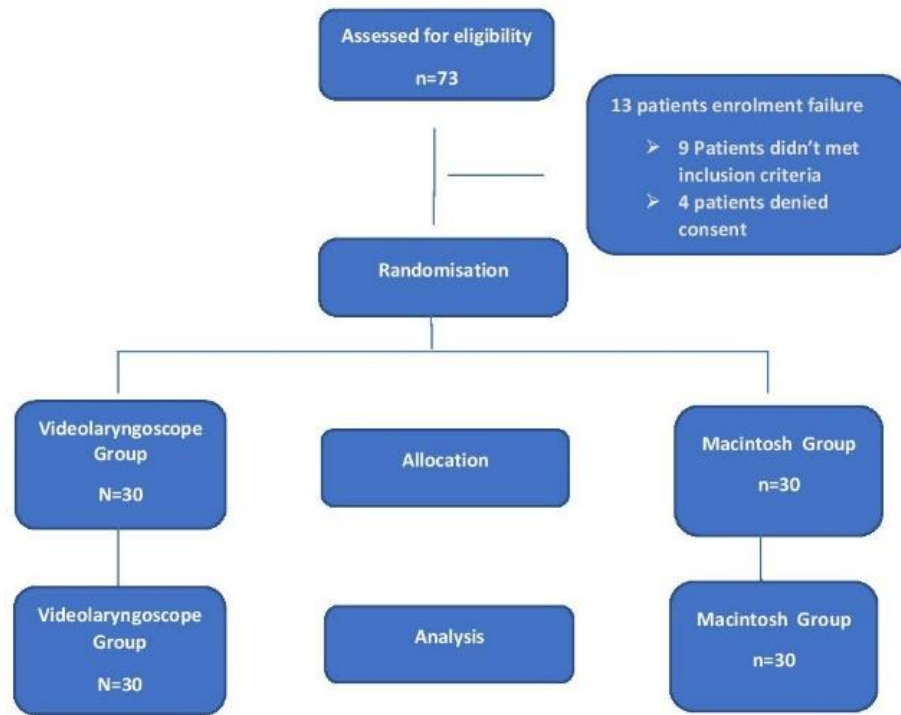 Assessed for eligibility
n=73
13 patients enrolment failure
➢ 9 Patients didn't met
inclusion criteria
➢ 4 patients denied
consent
Randomisation
Videolaryngoscope
Group
N=30
Allocation
Macintosh Group
n=30
Videolaryngoscope
Group
N=30
Analysis
Macintosh Group
n=30